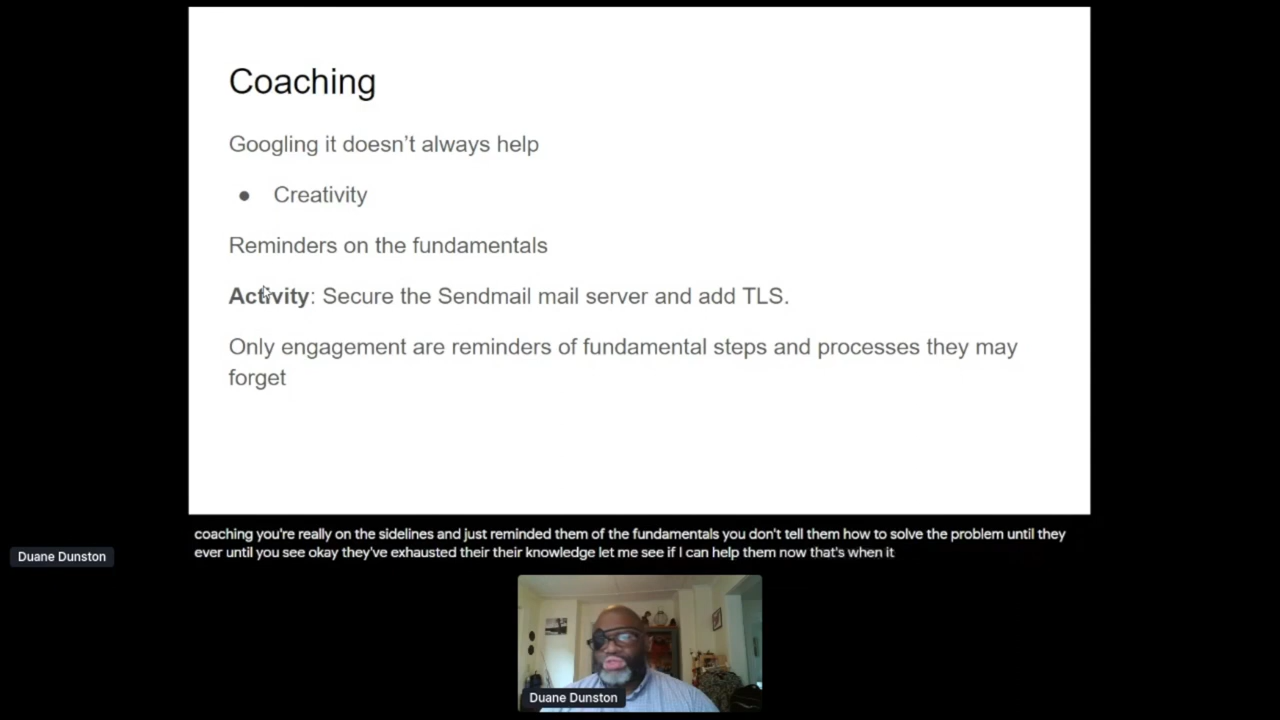 Coaching
Googling it doesn’t always help
● Creativity
Reminders on the fundamentals
Activity: Secure the Sendmail mail server and add TLS.
Only engagement are reminders of fundamental steps and processes they may
forget
coaching you're really on the sidelines and just reminded them of the fundamentals you don't tell them how to solve the problem until they
ever until you see okay they've exhausted their their knowledge let me see if I can help them now that's when it
Duane Dunston
Duane Dunston